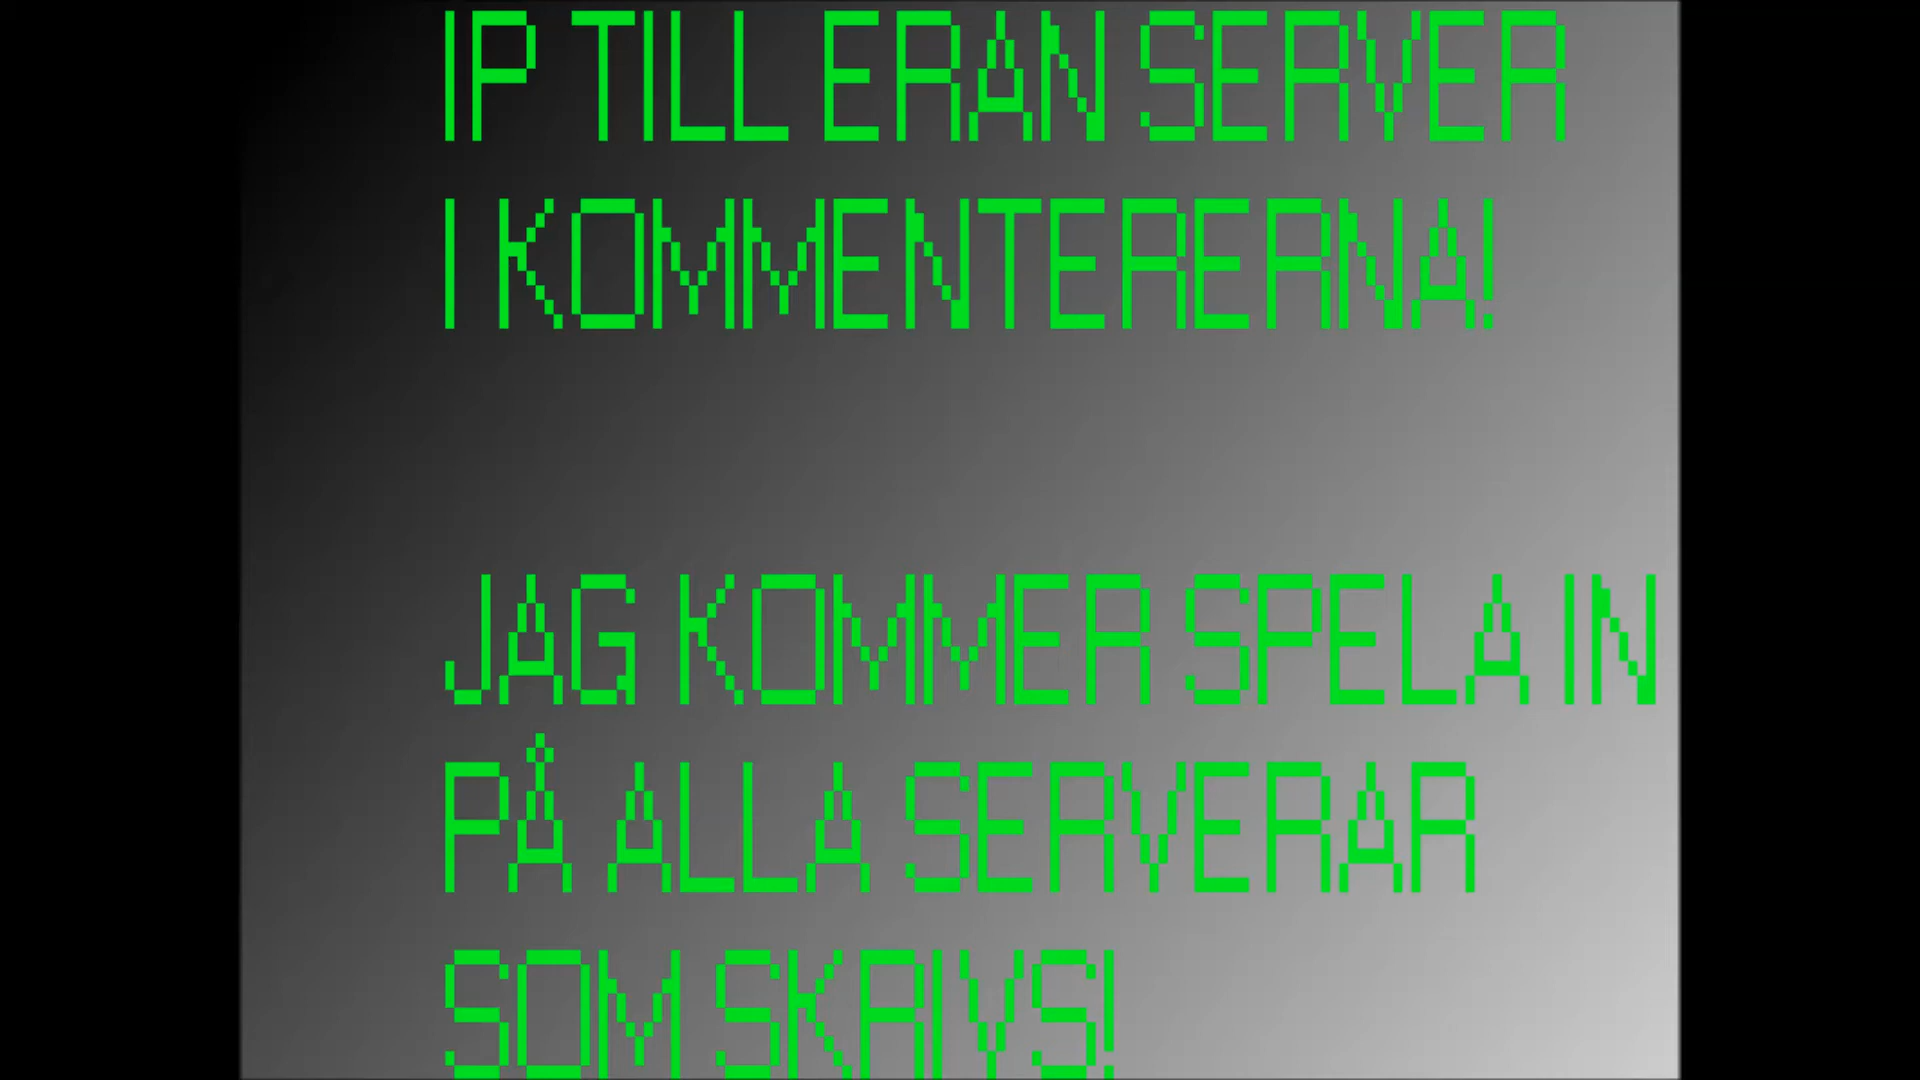 IP TILL ERAN SERVER
I KOMMENTERERNA!
JAG KOMMER SPELA IN
PÅ ALLA SERVERAR
SOM SKRIVS!